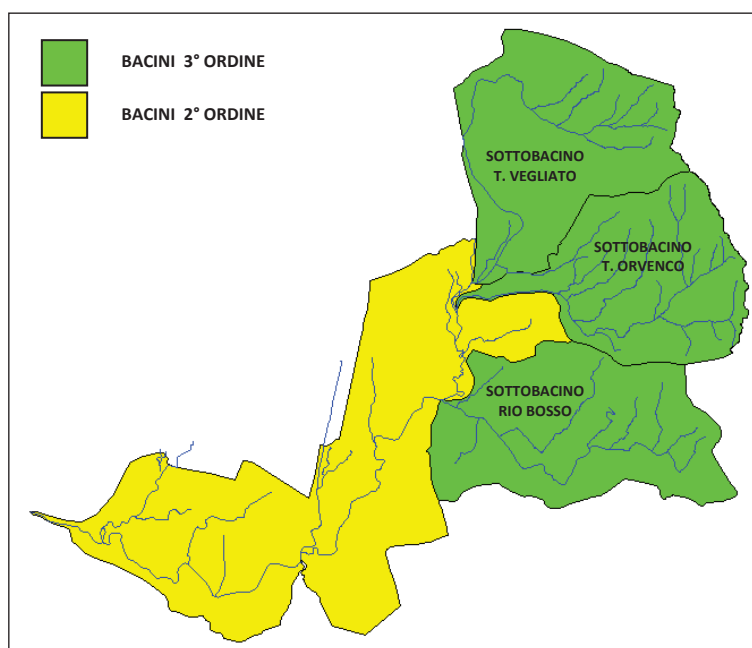 BACINI 3° ORDINE
BACINI 2° ORDINE
SOTTOBACINO
T. VEGLIATO
SOTTOBACINO
T. ORVENCO
SOTTOBACINO
RIO BOSSO